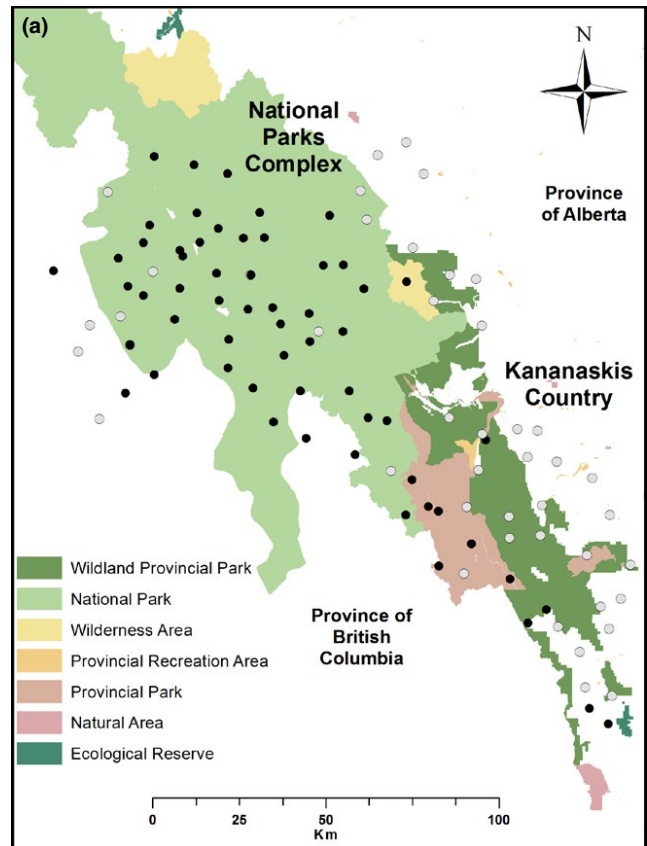 (a)
N
National
Parks
Complex
Province
of Alberta
Kananaskis
Country
Wildland Provincial Park
National Park
Wilderness Area
Provincial Recreation Area
Provincial Park
Natural Area
Ecological Reserve
Province of
British
Columbia
0 25 50 100
Km